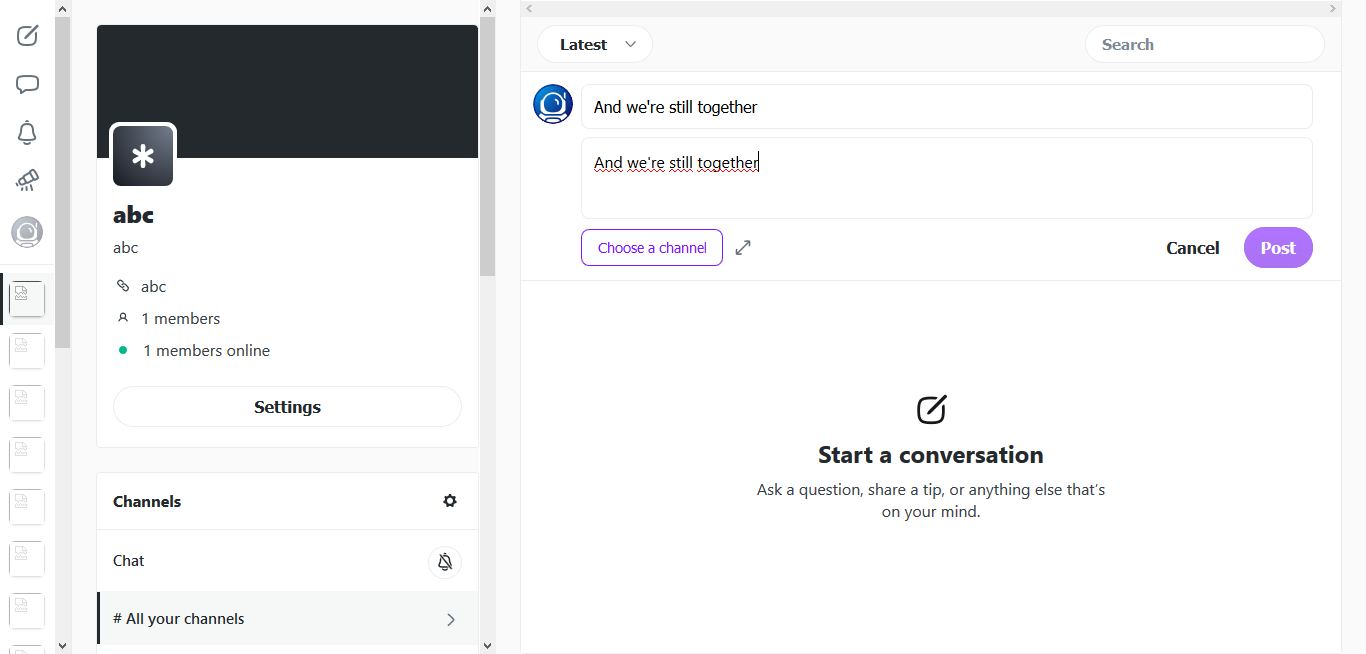 abc
abc
abc
1 members
1 members online
Settings
Channels
Chat
# All your channels
Latest
Search
And we're still together
And we're still together
Choose a channel
Cancel
Post
Start a conversation
Ask a question, share a tip, or anything else that's
on your mind.